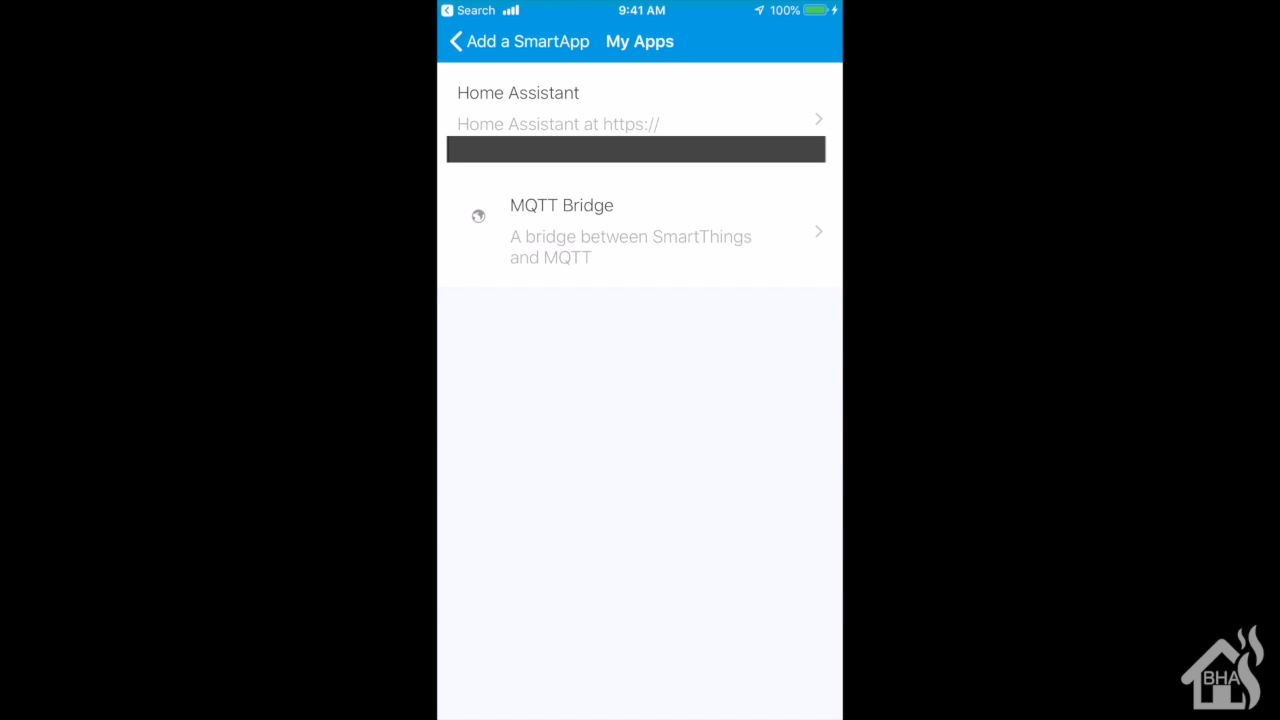 Search 9:41 AM 100%
Add a SmartApp My Apps
Home Assistant
Home Assistant at https://
MQTT Bridge
A bridge between SmartThings
and MQTT
BHA